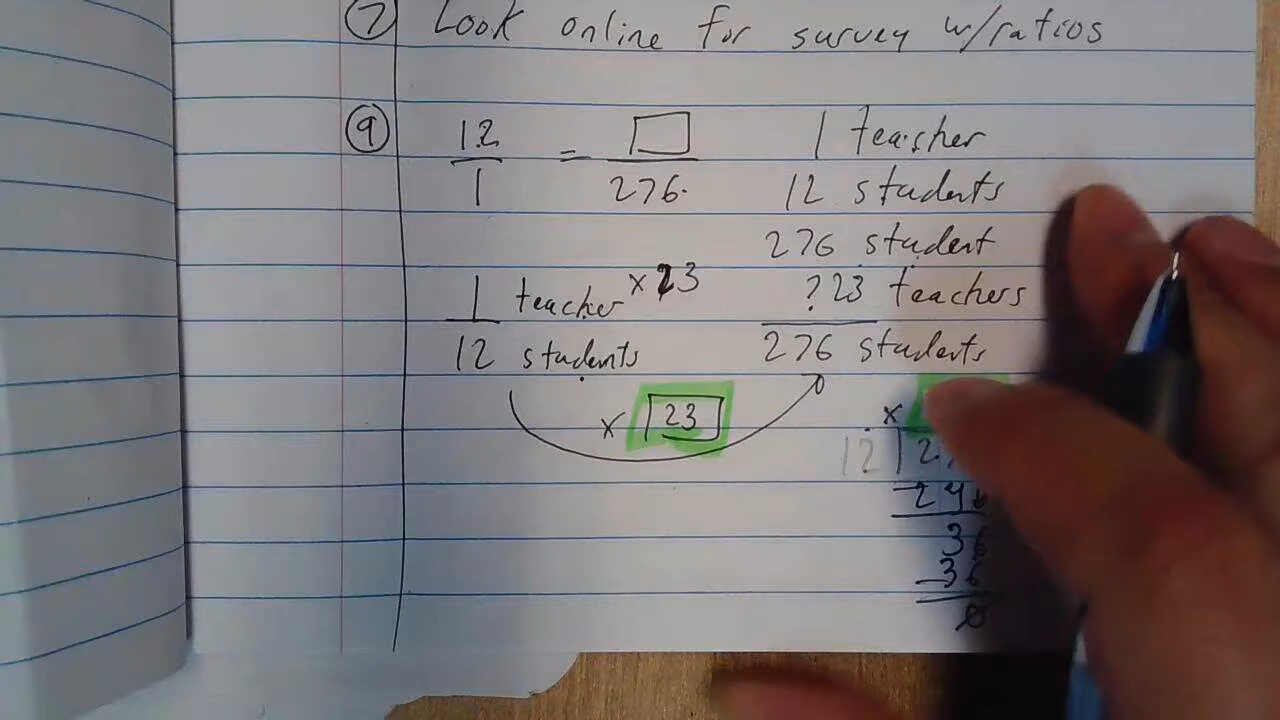 ⑦ Look online for survey w/ratios
⑨ 12/1 = □/276. 1 teacher
12 students
276 student
1 teacher × 23 ? 23 teachers
12 students 276 students
× 23 ×
12
24
36
- 36
0